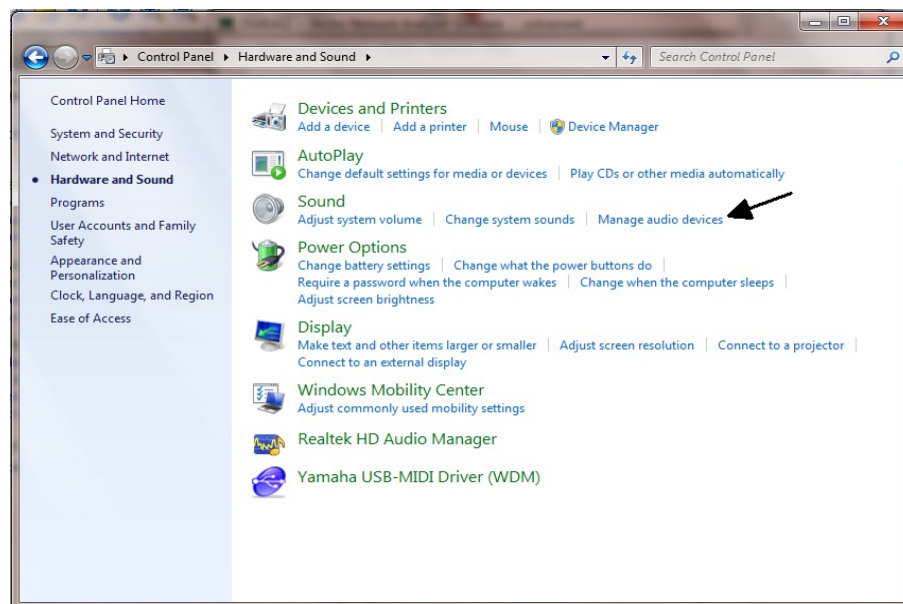 Control Panel Hardware and Sound Search Control Panel
Control Panel Home
System and Security
Network and Internet
Hardware and Sound
Programs
User Accounts and Family
Safety
Appearance and
Personalization
Clock, Language, and Region
Ease of Access
Devices and Printers
Add a device Add a printer Mouse Device Manager
AutoPlay
Change default settings for media or devices Play CDs or other media automatically
Sound
Adjust system volume Change system sounds Manage audio devices
Power Options
Change battery settings Change what the power buttons do
Require a password when the computer wakes Change when the computer sleeps
Adjust screen brightness
Display
Make text and other items larger or smaller Adjust screen resolution Connect to a projector
Connect to an external display
Windows Mobility Center
Adjust commonly used mobility settings
Realtek HD Audio Manager
Yamaha USB-MIDI Driver (WDM)